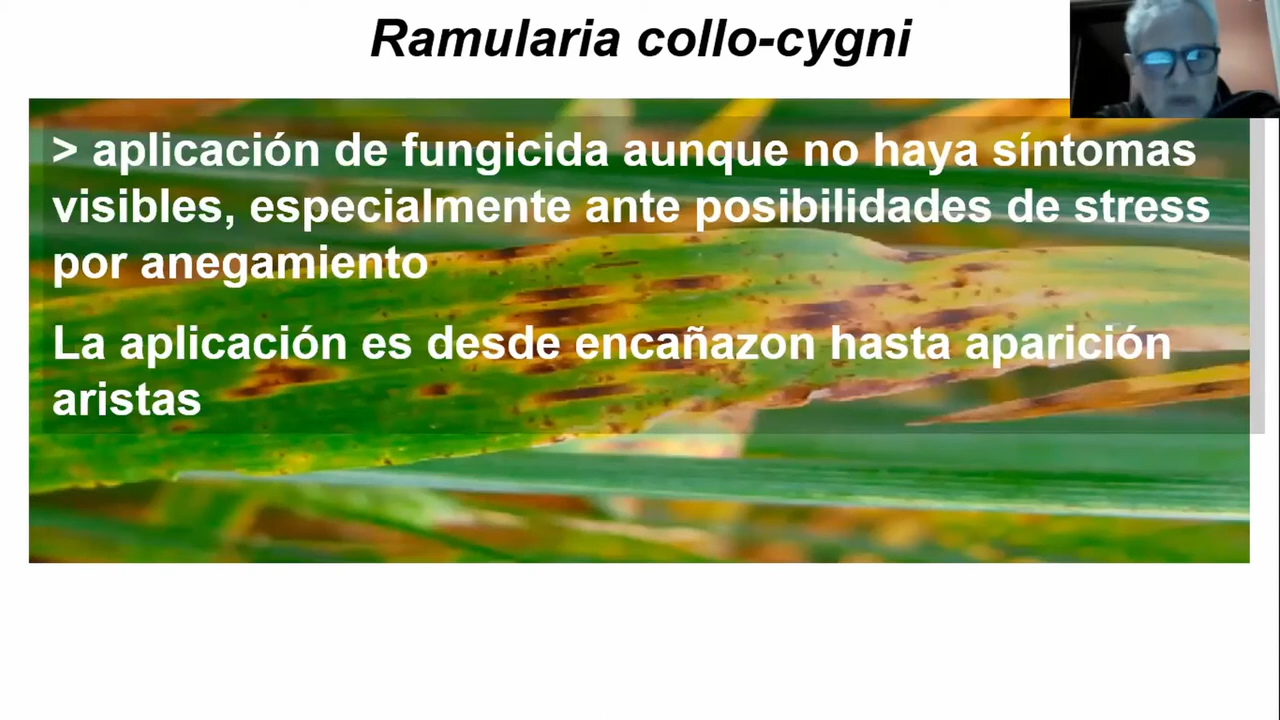 Ramularia collo-cygni
> aplicación de fungicida aunque no haya síntomas
visibles, especialmente ante posibilidades de stress
por anegamiento
La aplicación es desde encañazon hasta aparición
aristas